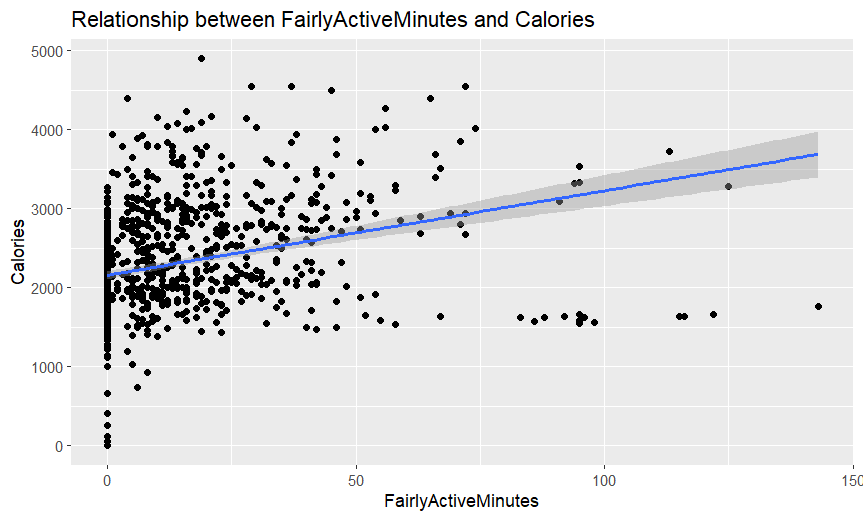 Relationship between FairlyActiveMinutes and Calories
5000
4000
3000
2000
1000
0
Calories
0 50 100 150
FairlyActiveMinutes